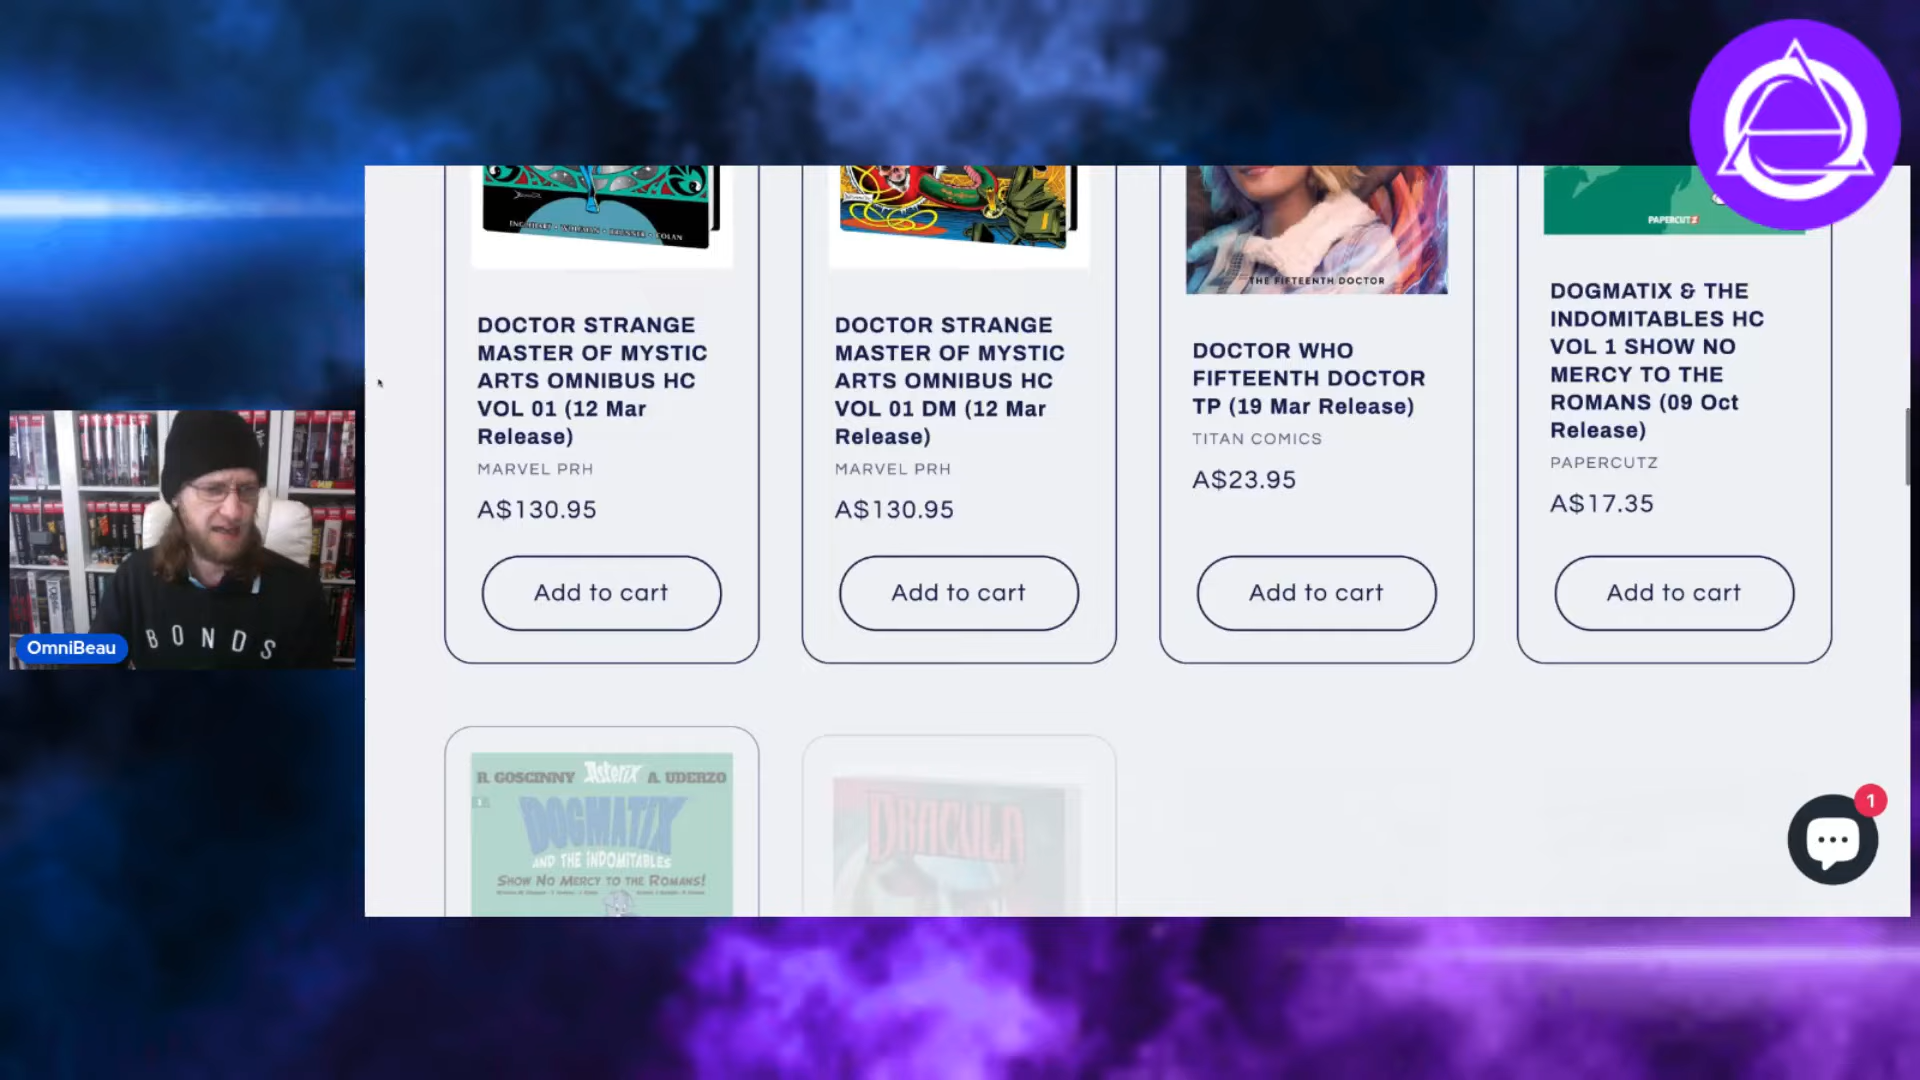 ENGLEHART • WOLFMAN • BRUNNER • COLAN
THE FIFTEENTH DOCTOR
PAPERCUTZ
DOCTOR STRANGE
MASTER OF MYSTIC
ARTS OMNIBUS HC
VOL 01 (12 Mar
Release)
MARVEL PRH
A$130.95
Add to cart
DOCTOR STRANGE
MASTER OF MYSTIC
ARTS OMNIBUS HC
VOL 01 DM (12 Mar
Release)
MARVEL PRH
A$130.95
Add to cart
DOCTOR WHO
FIFTEENTH DOCTOR
TP (19 Mar Release)
TITAN COMICS
A$23.95
Add to cart
DOGMATIX & THE
INDOMITABLES HC
VOL 1 SHOW NO
MERCY TO THE
ROMANS (09 Oct
Release)
PAPERCUTZ
A$17.35
Add to cart
BONDS
OmniBeau
R. GOSCINNY Asterix A. UDERZO
1
DOGMATIX
AND THE INDOMITABLES
SHOW NO MERCY TO THE ROMANS!
DRACULA
1